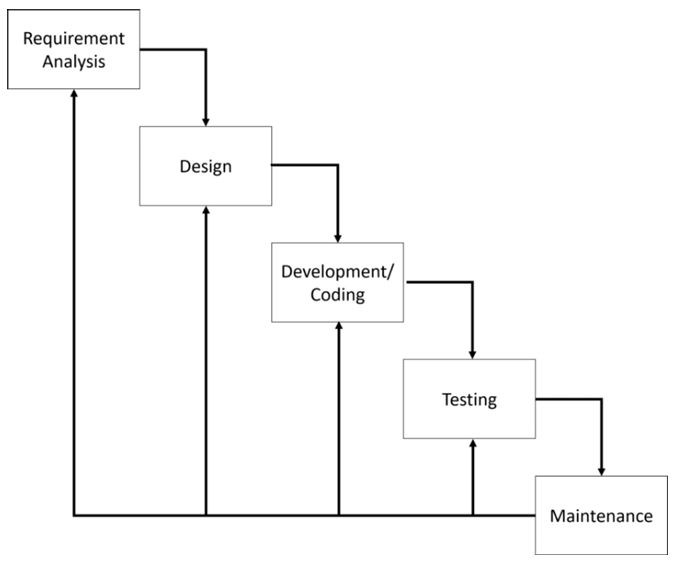 Requirement
Analysis
Design
Development/
Coding
Testing
Maintenance